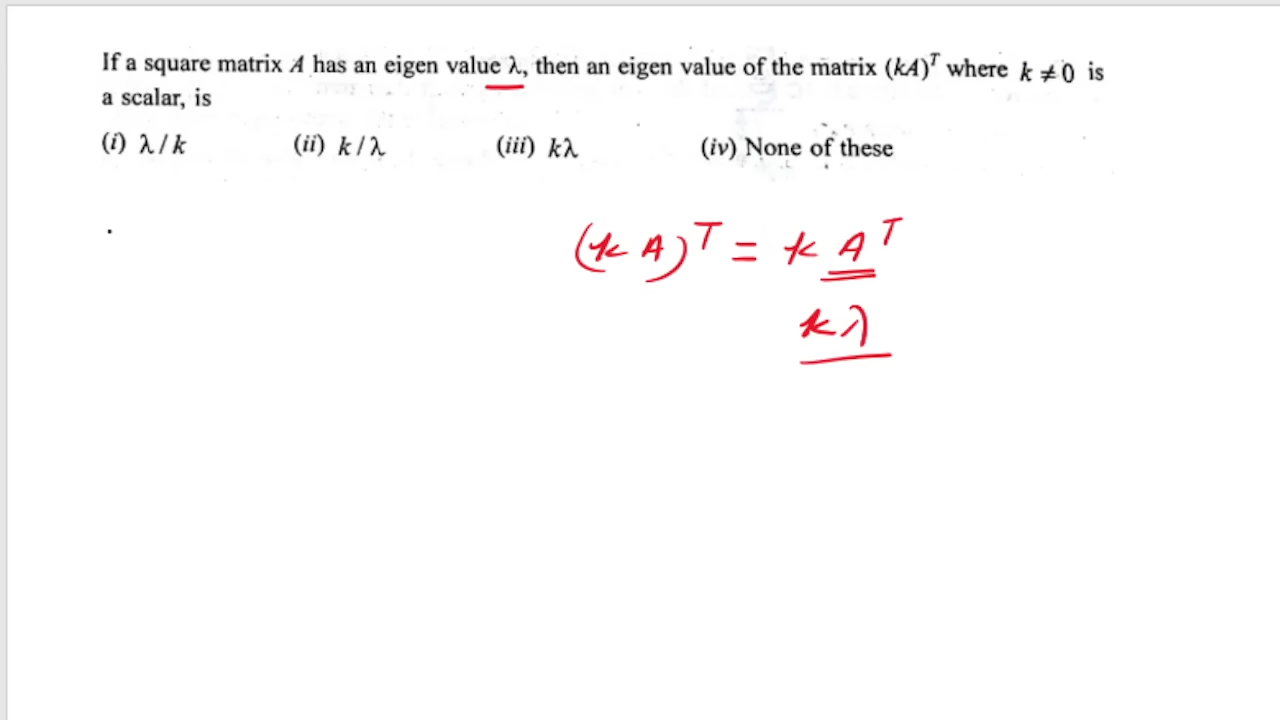 If a square matrix A has an eigen value λ, then an eigen value of the matrix (kA)ᵀ where k ≠ 0 is
a scalar, is
(i) λ/k (ii) k/λ (iii) kλ (iv) None of these
(kA)ᵀ = k Aᵀ
kλ